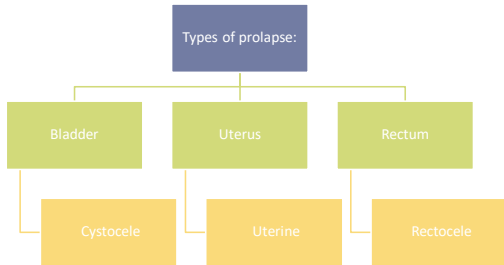 Types of prolapse:
Bladder
Uterus
Rectum
Cystocele
Uterine
Rectocele